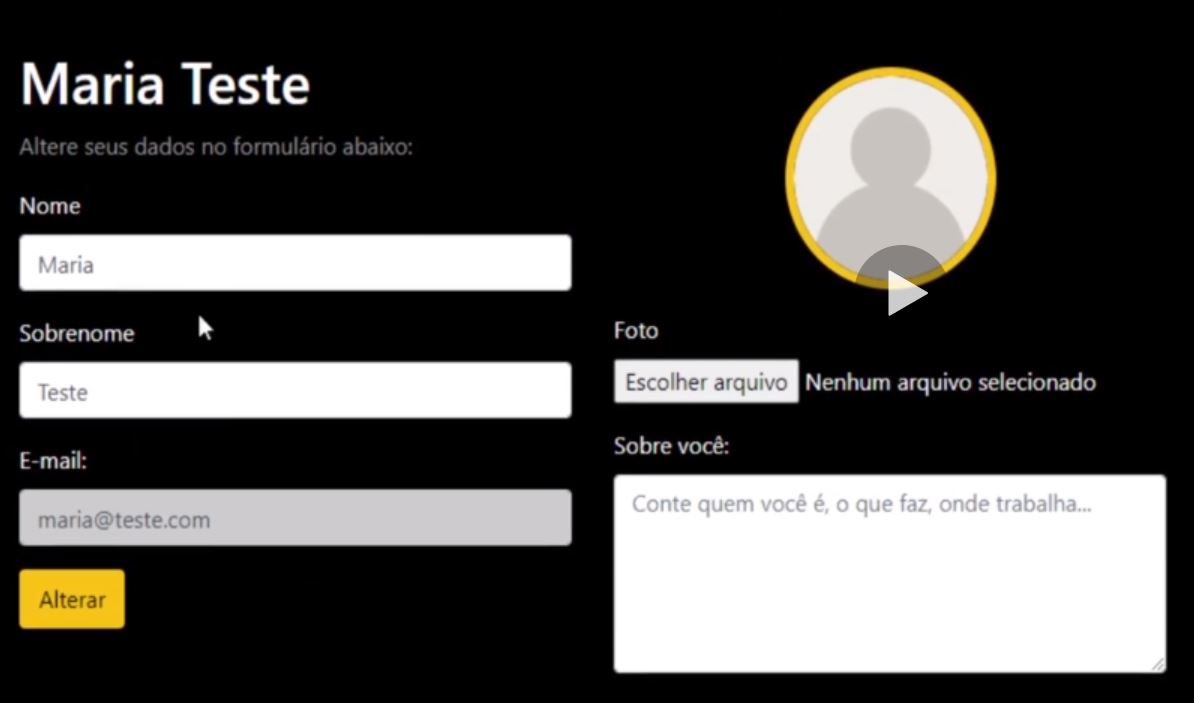 Maria Teste
Altere seus dados no formulário abaixo:
Nome
Maria
Sobrenome
Teste
E-mail:
maria@teste.com
Alterar
Foto
Escolher arquivo Nenhum arquivo selecionado
Sobre você:
Conte quem você é, o que faz, onde trabalha...